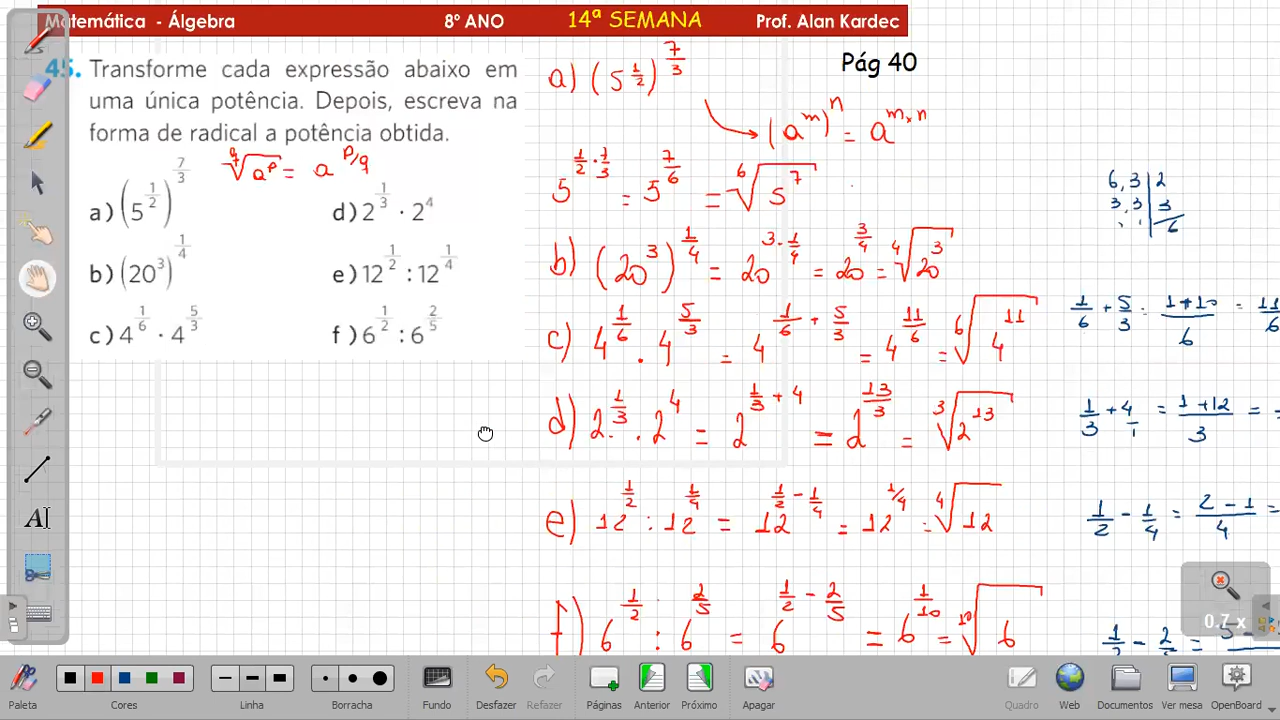 Matemática - Álgebra 8º ANO 14ª SEMANA Prof. Alan Kardec
Pág 40
45. Transforme cada expressão abaixo em
uma única potência. Depois, escreva na
forma de radical a potência obtida.
\sqrt[q]{a^p} = a^{p/q}
a) (5^{1/2})^{7/3} d) 2^{1/3} · 2^4
b) (20^3)^{1/4} e) 12^{1/2} : 12^{1/4}
c) 4^{1/6} · 4^{5/3} f) 6^{1/2} : 6^{2/5}
a) (5^{1/2})^{7/3}
(a^m)^n = a^{m×n}
5^{1/2 · 7/3} = 5^{7/6} = \sqrt[6]{5^7}
b) (20^3)^{1/4} = 20^{3 · 1/4} = 20^{3/4} = \sqrt[4]{20^3}
c) 4^{1/6} . 4^{5/3} = 4^{1/6 + 5/3} = 4^{11/6} = \sqrt[6]{4^{11}}
d) 2^{1/3} . 2^4 = 2^{1/3 + 4} = 2^{13/3} = \sqrt[3]{2^{13}}
e) 12^{1/2} : 12^{1/4} = 12^{1/2 - 1/4} = 12^{1/4} = \sqrt[4]{12}
f) 6^{1/2} : 6^{2/5} = 6^{1/2 - 2/5} = 6^{1/10} = \sqrt[10]{6}
6, 3 | 2
3, 3 | 3
6
1/6 + 5/3 = (1+10)/6 = 11/6
1/3 + 4/1 = (1+12)/3 =
1/2 - 1/4 = (2-1)/4 =
0.7 x
Paleta Cores Linha Borracha Fundo Desfazer Refazer Páginas Anterior Próximo Apagar Quadro Web Documentos Ver mesa OpenBoard